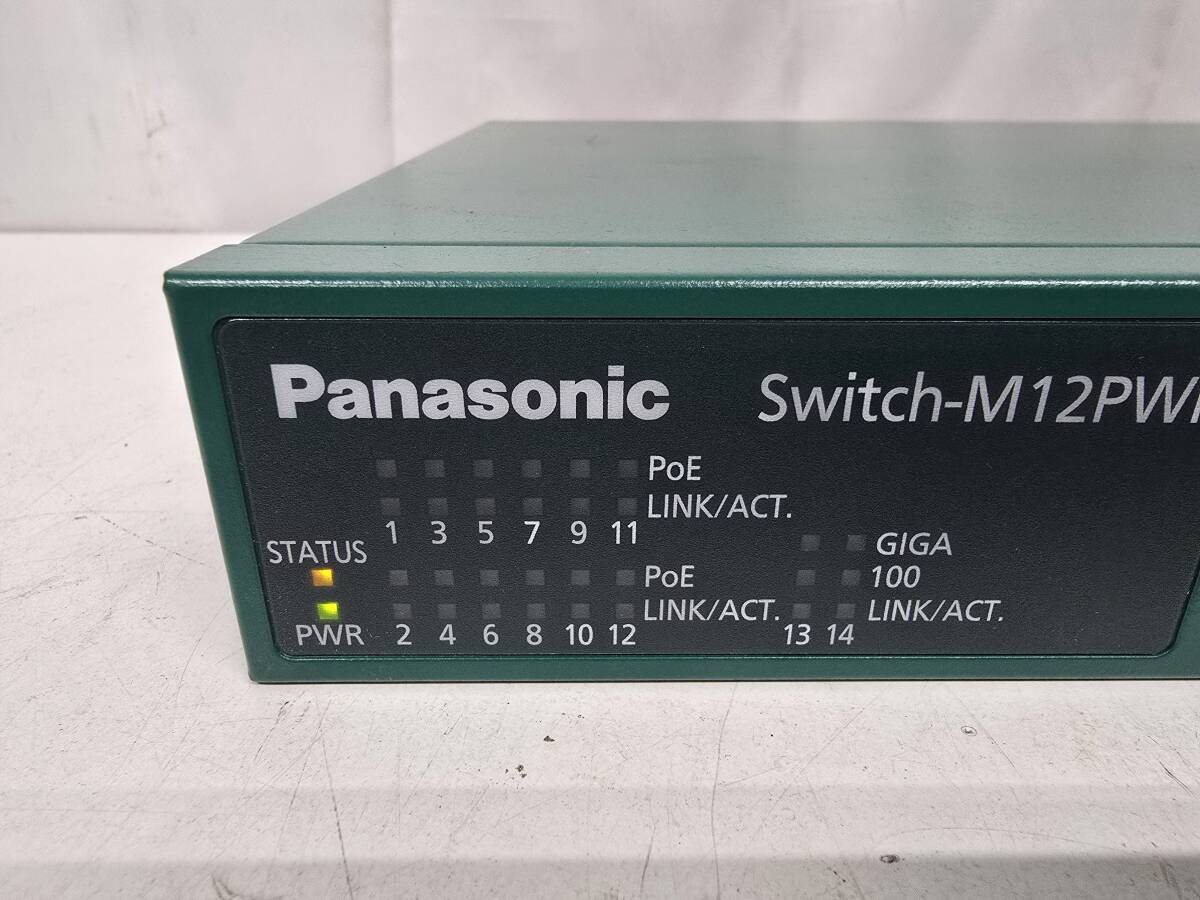 Panasonic
Switch-M12PW
PoE
LINK/ACT.
1 3 5 7 9 11
GIGA
STATUS
PoE
100
LINK/ACT.
LINK/ACT.
PWR
2 4 6 8 10 12
13 14